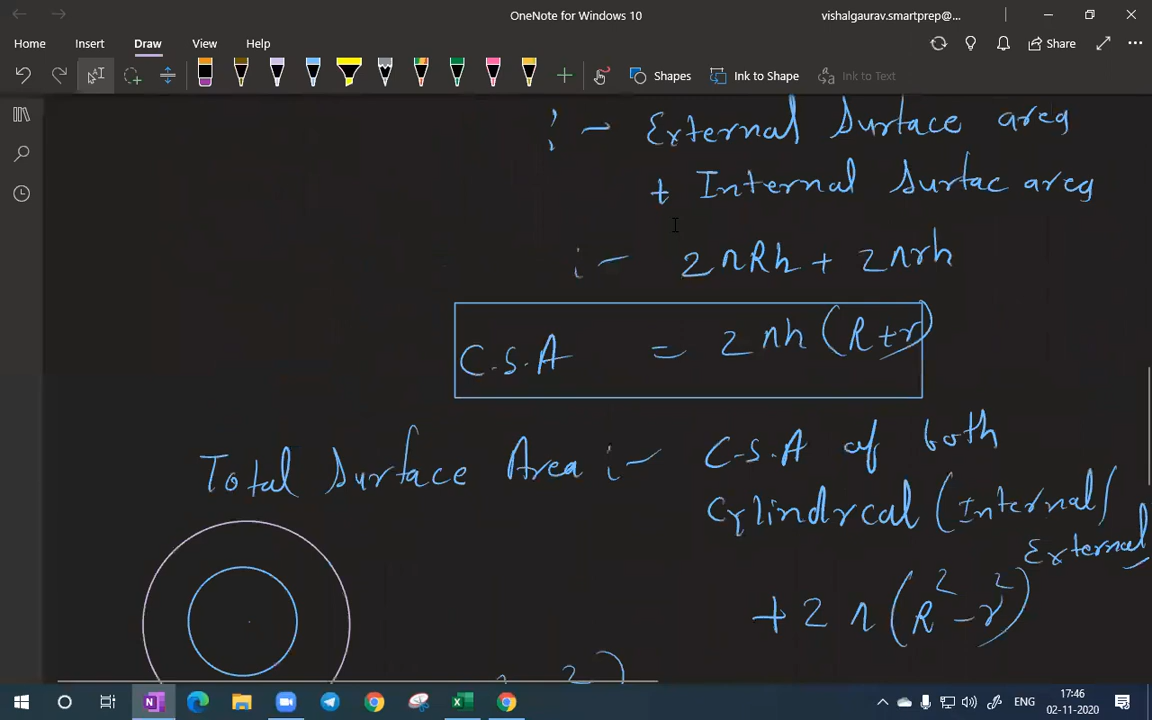 OneNote for Windows 10
vishalgaurav.smartprep@...
Home Insert Draw View Help
Share
Shapes Ink to Shape Ink to Text
:- External Surface area
+ Internal Surfac area
:- 2πRh + 2πrh
C.S.A = 2πh (R+r)
Total Surface Area :- C.S.A of both
Cylindrcal (Internal/
External
+ 2π(R²-r²)
ENG
17:46
02-11-2020